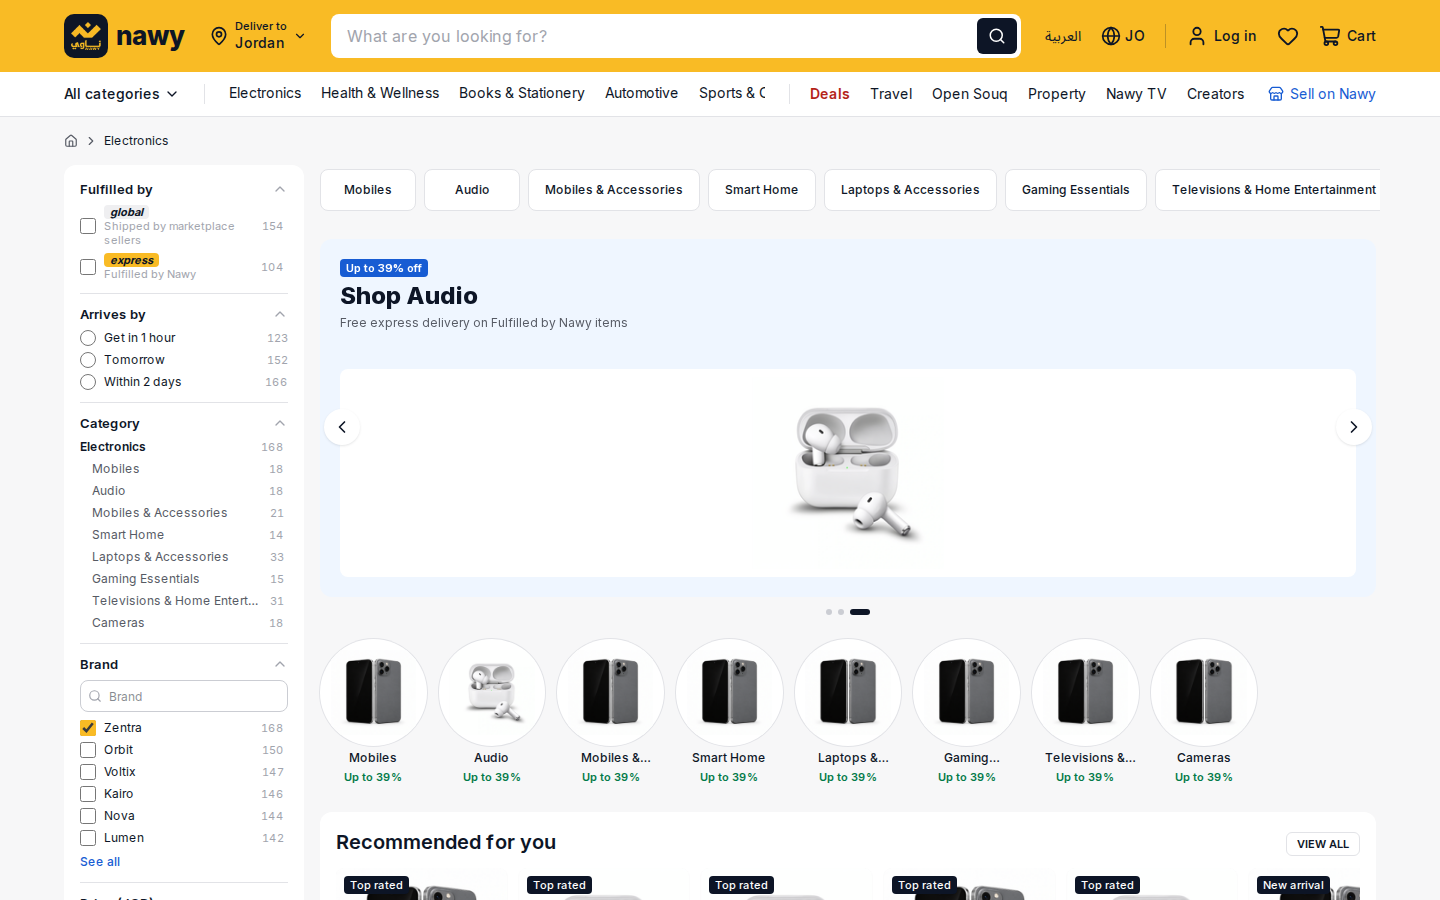 نساوي
nawy
Deliver to
Jordan
What are you looking for?
العربية
JO
Log in
Cart
All categories
Electronics
Health & Wellness
Books & Stationery
Automotive
Sports &
Deals
Travel
Open Souq
Property
Nawy TV
Creators
Sell on Nawy
Electronics
Fulfilled by
global
Shipped by marketplace
sellers
154
express
Fulfilled by Nawy
104
Arrives by
Get in 1 hour
123
Tomorrow
152
Within 2 days
166
Category
Electronics
168
Mobiles
18
Audio
18
Mobiles & Accessories
21
Smart Home
14
Laptops & Accessories
33
Gaming Essentials
15
Televisions & Home Entert...
31
Cameras
18
Brand
Brand
Zentra
168
Orbit
150
Voltix
147
Kairo
146
Nova
144
Lumen
142
See all
Mobiles
Audio
Mobiles & Accessories
Smart Home
Laptops & Accessories
Gaming Essentials
Televisions & Home Entertainment
Up to 39% off
Shop Audio
Free express delivery on Fulfilled by Nawy items
Mobiles
Up to 39%
Audio
Up to 39%
Mobiles &...
Up to 39%
Smart Home
Up to 39%
Laptops &...
Up to 39%
Gaming...
Up to 39%
Televisions &...
Up to 39%
Cameras
Up to 39%
Recommended for you
VIEW ALL
Top rated
Top rated
Top rated
Top rated
Top rated
New arrival